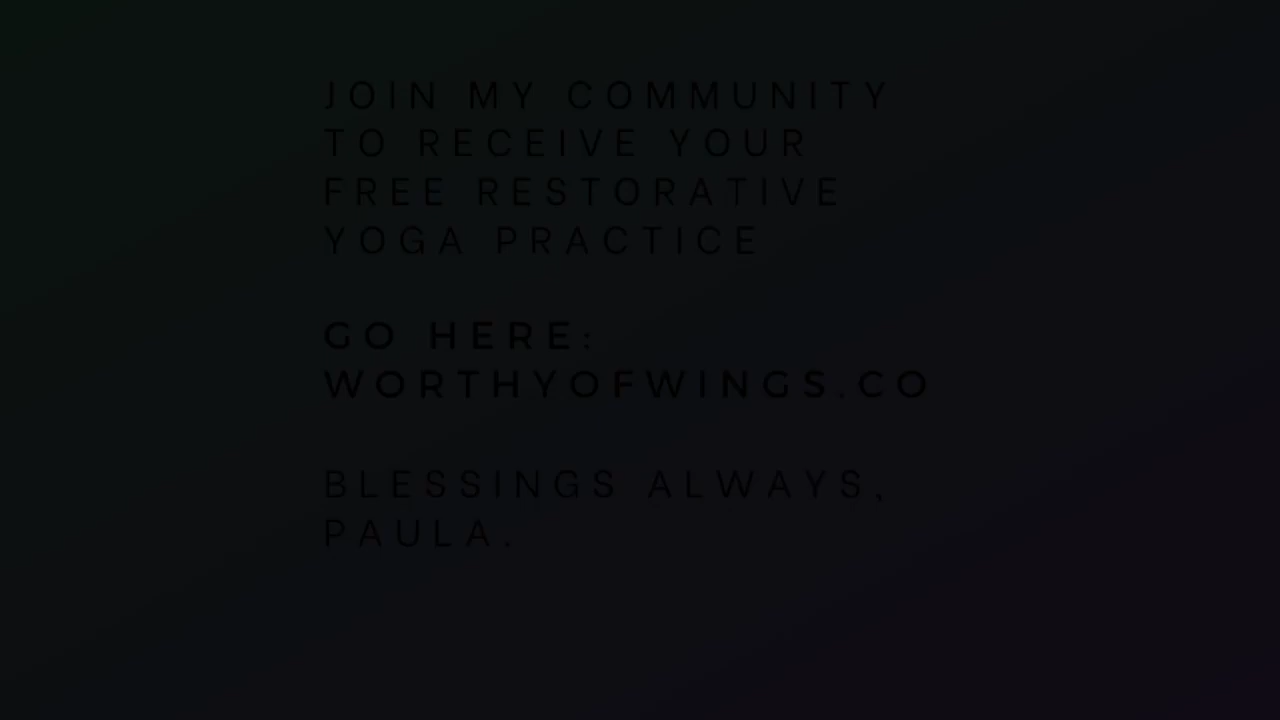 JOIN MY COMMUNITY
TO RECEIVE YOUR
FREE RESTORATIVE
YOGA PRACTICE
GO HERE:
WORTHYOFWINGS.CO
BLESSINGS ALWAYS,
PAULA.